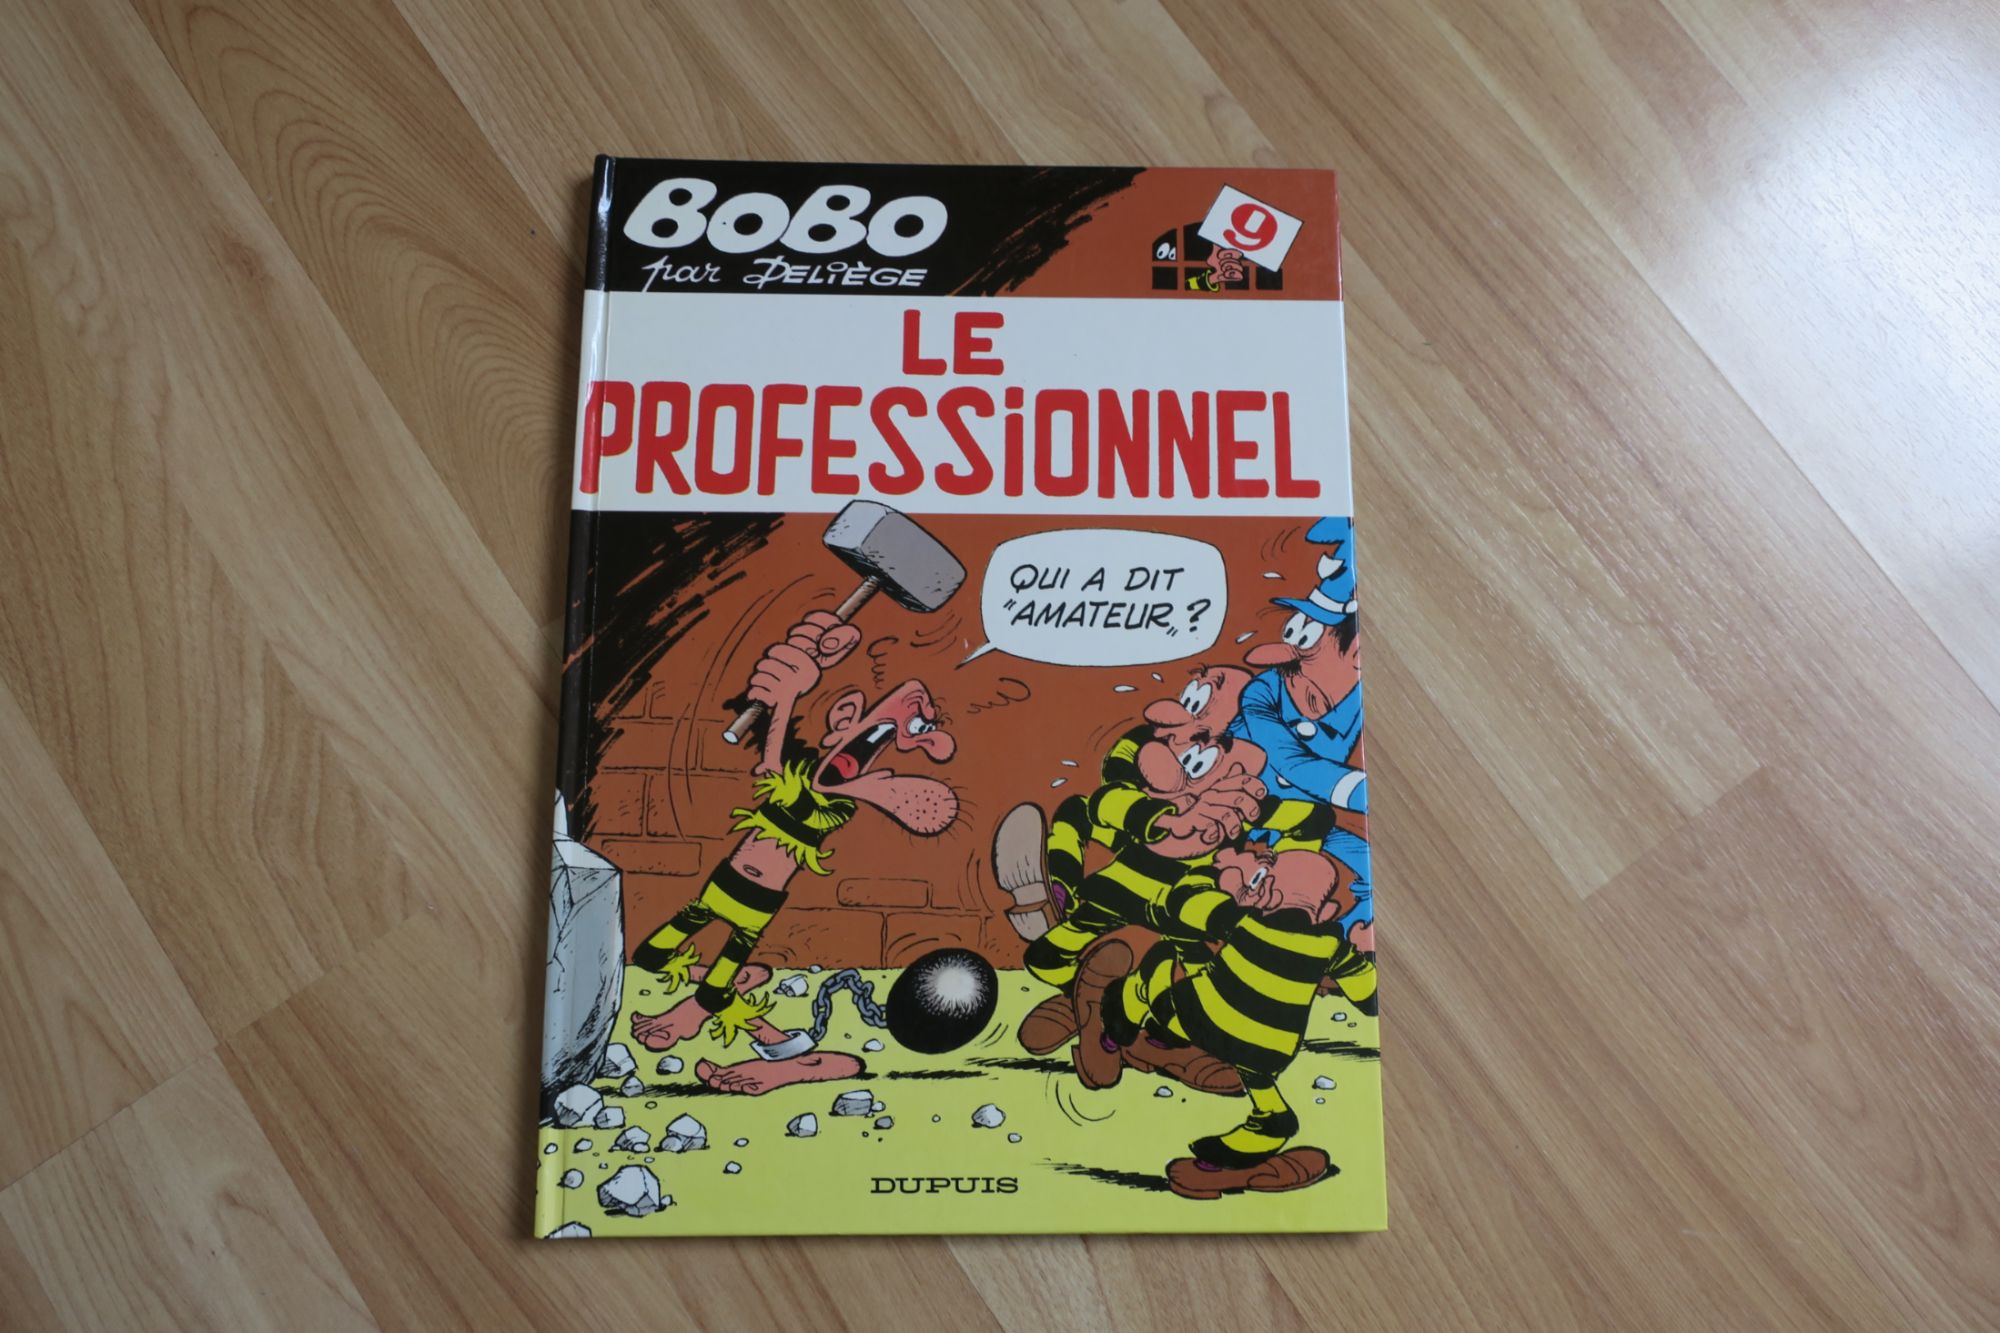 BOBO
par DELIÈGE
9
LE
PROFESSIONNEL
QUI A DIT
"AMATEUR„?
DUPUIS